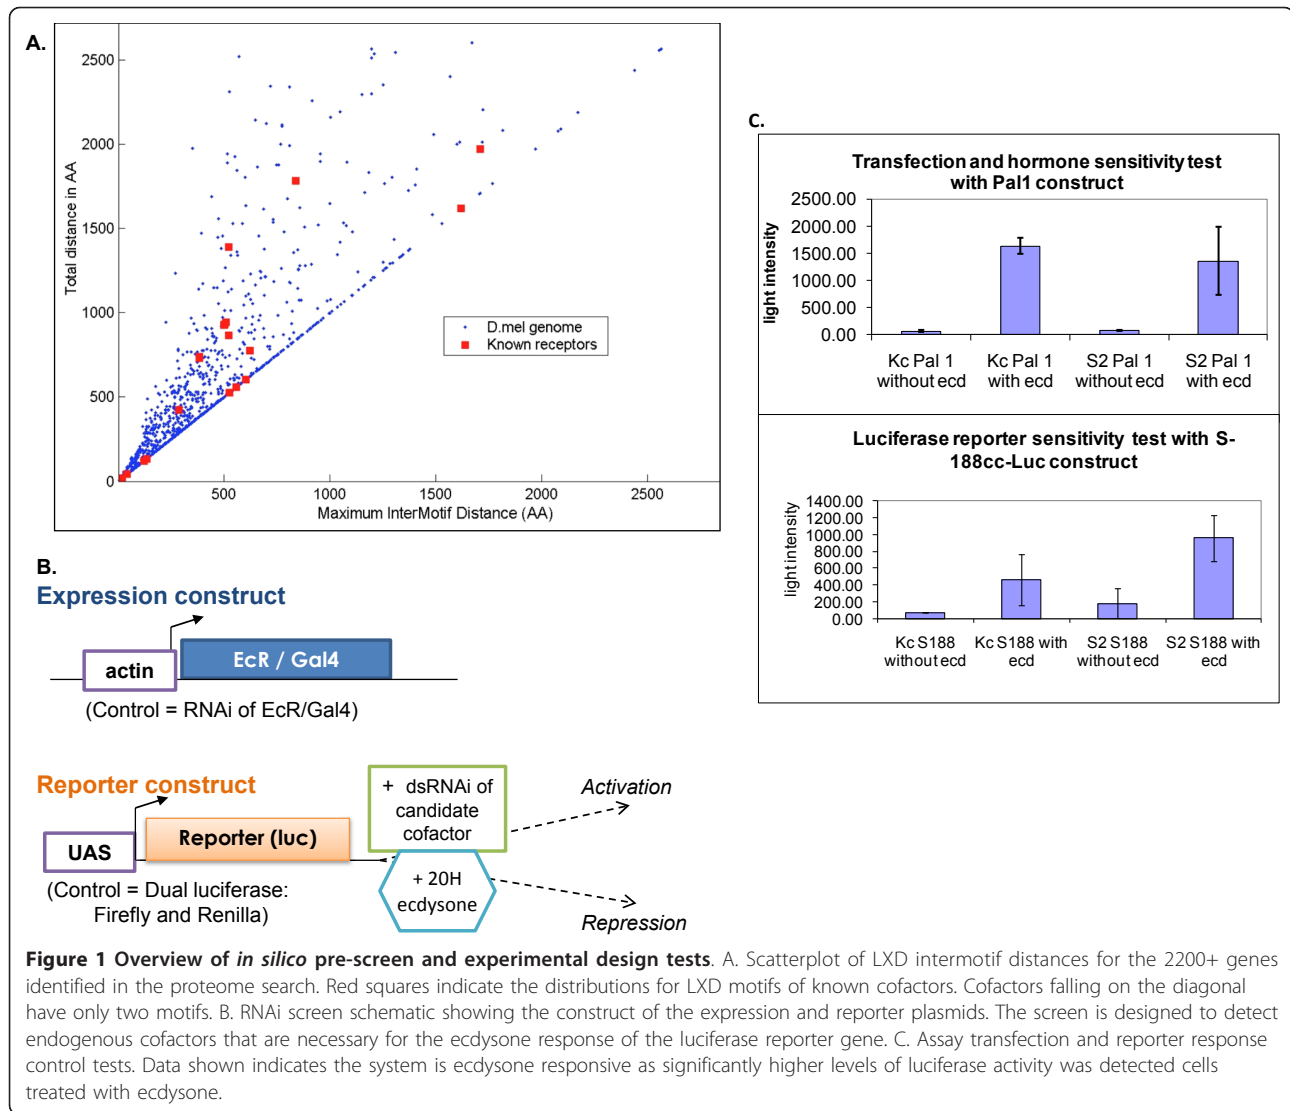 A.
Total distance in AA
2500
2000
1500
1000
500
0
500
1000
1500
2000
2500
Maximum InterMotif Distance (AA)
D.mel genome
Known receptors
B.
Expression construct
actin
EcR / Gal4
(Control = RNAi of EcR/Gal4)
Reporter construct
UAS
Reporter (luc)
(Control = Dual luciferase:
Firefly and Renilla)
+ dsRNAi of
candidate
cofactor
+ 20H
ecdysone
Activation
Repression
C.
Transfection and hormone sensitivity test
with Pal1 construct
light intensity
2500.00
2000.00
1500.00
1000.00
500.00
0.00
Kc Pal 1
without ecd
Kc Pal 1
with ecd
S2 Pal 1
without ecd
S2 Pal 1
with ecd
Luciferase reporter sensitivity test with S-
188cc-Luc construct
light intensity
1400.00
1200.00
1000.00
800.00
600.00
400.00
200.00
0.00
Kc S188
without ecd
Kc S188 with
ecd
S2 S188
without ecd
S2 S188 with
ecd
Figure 1 Overview of in silico pre-screen and experimental design tests. A. Scatterplot of LXD intermotif distances for the 2200+ genes
identified in the proteome search. Red squares indicate the distributions for LXD motifs of known cofactors. Cofactors falling on the diagonal
have only two motifs. B. RNAi screen schematic showing the construct of the expression and reporter plasmids. The screen is designed to detect
endogenous cofactors that are necessary for the ecdysone response of the luciferase reporter gene. C. Assay transfection and reporter response
control tests. Data shown indicates the system is ecdysone responsive as significantly higher levels of luciferase activity was detected cells
treated with ecdysone.